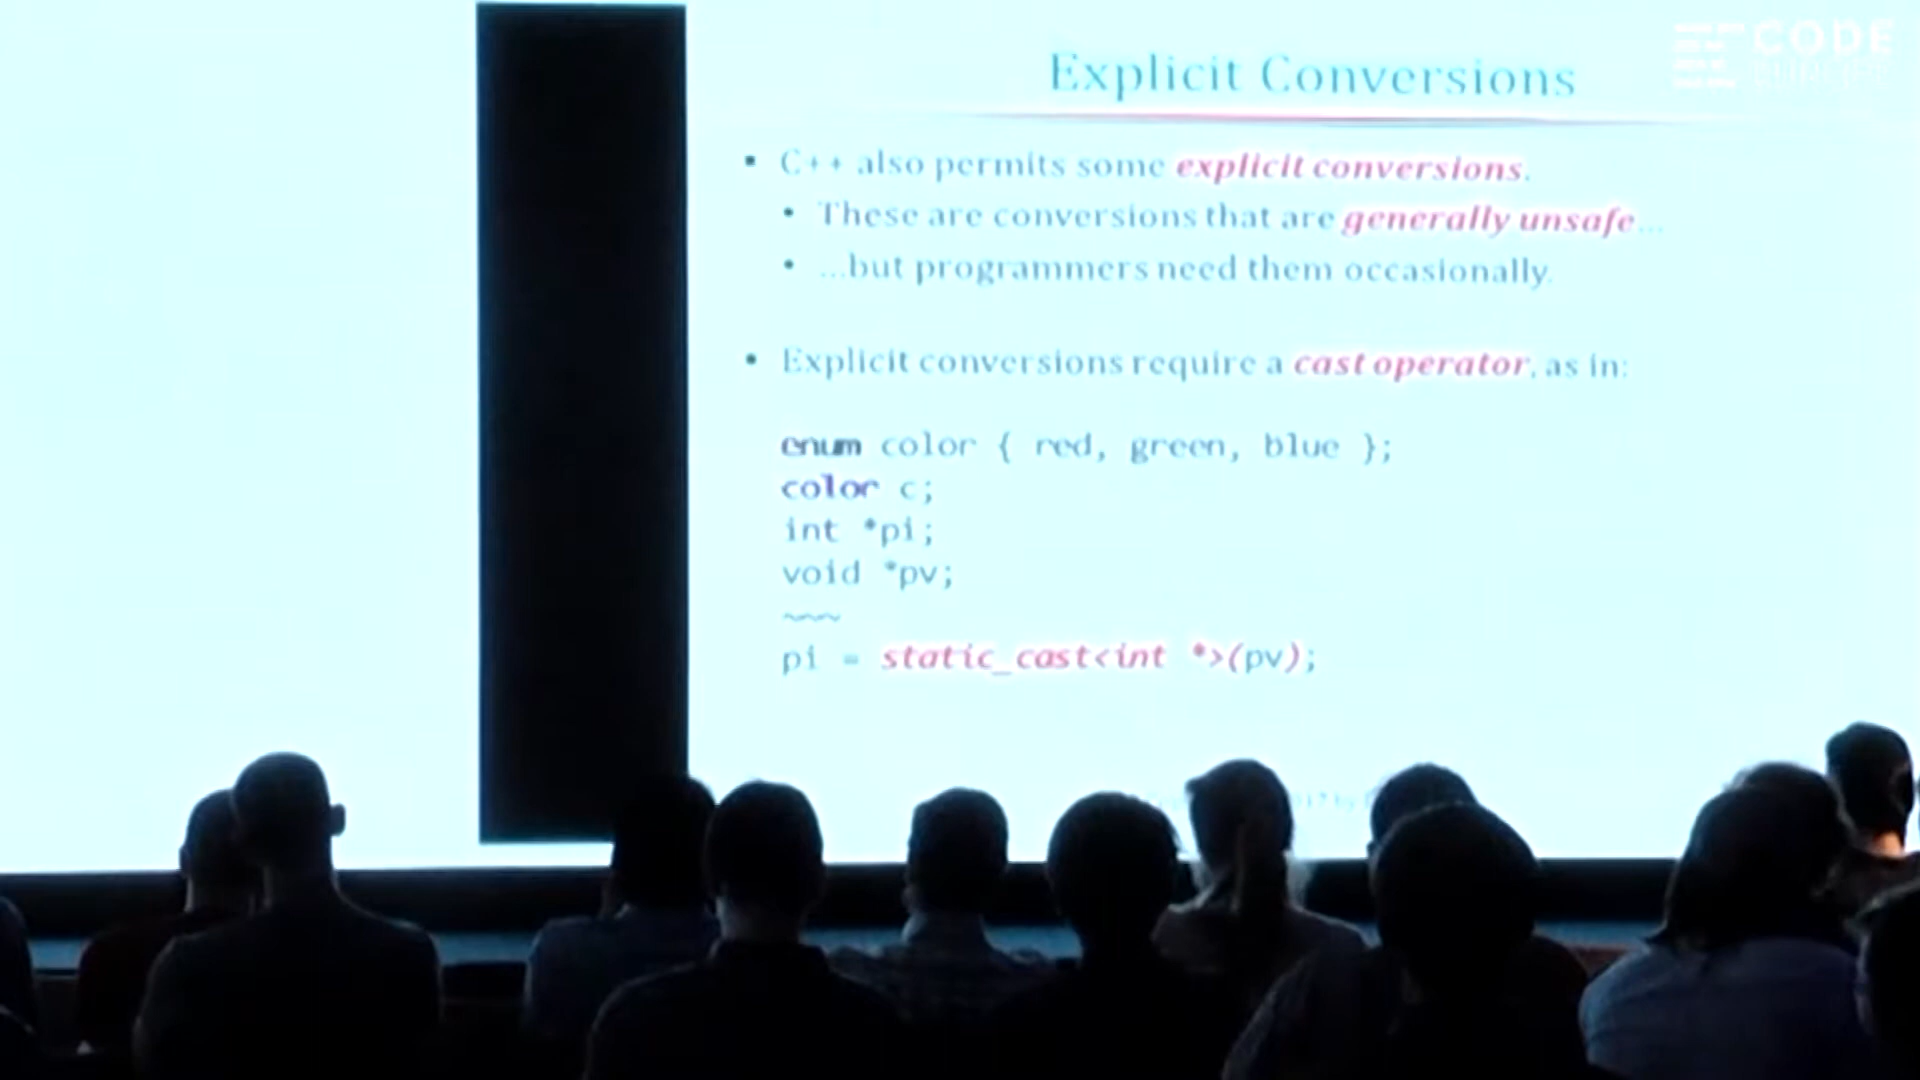 CODE
Explicit Conversions
▪ C++ also permits some explicit conversions.
• These are conversions that are generally unsafe...
• ...but programmers need them occasionally.
• Explicit conversions require a cast operator, as in:
enum color { red, green, blue };
color c;
int *pi;
void *pv;
~~~
pi = static_cast<int *>(pv);